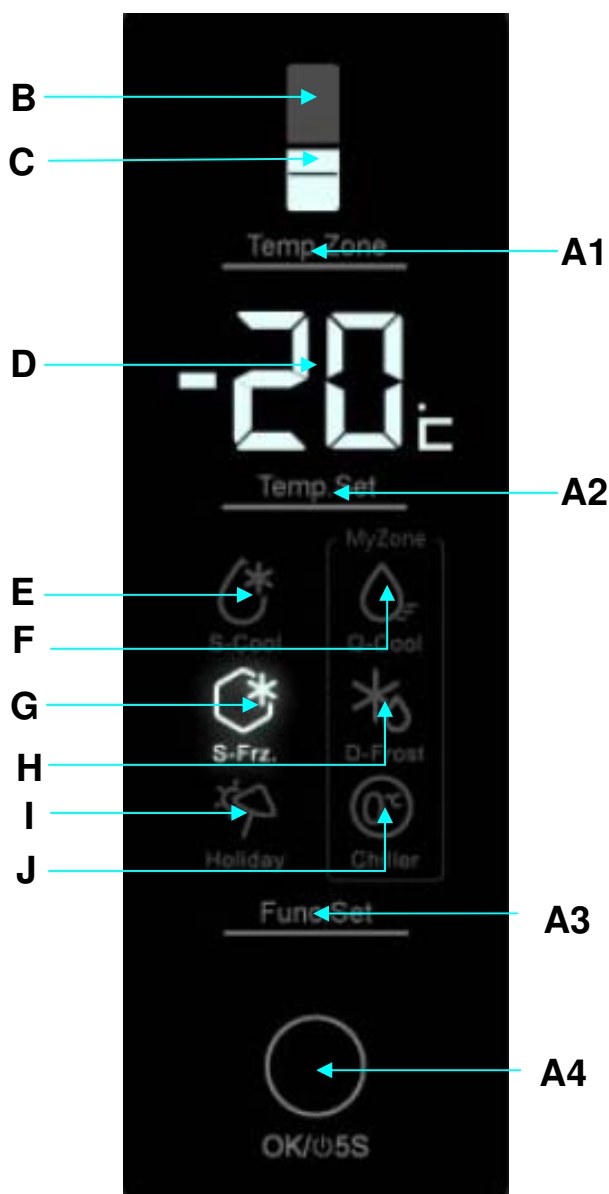 B
C
Temp Zone
A1
D
-20℃
Temp Set
A2
MyZone
E
S-Cool
Q-Cool
F
G
S-Frz.
D-Frost
H
I
Holiday
0℃
Chiller
J
Func Set
A3
A4
OK/⏻5S